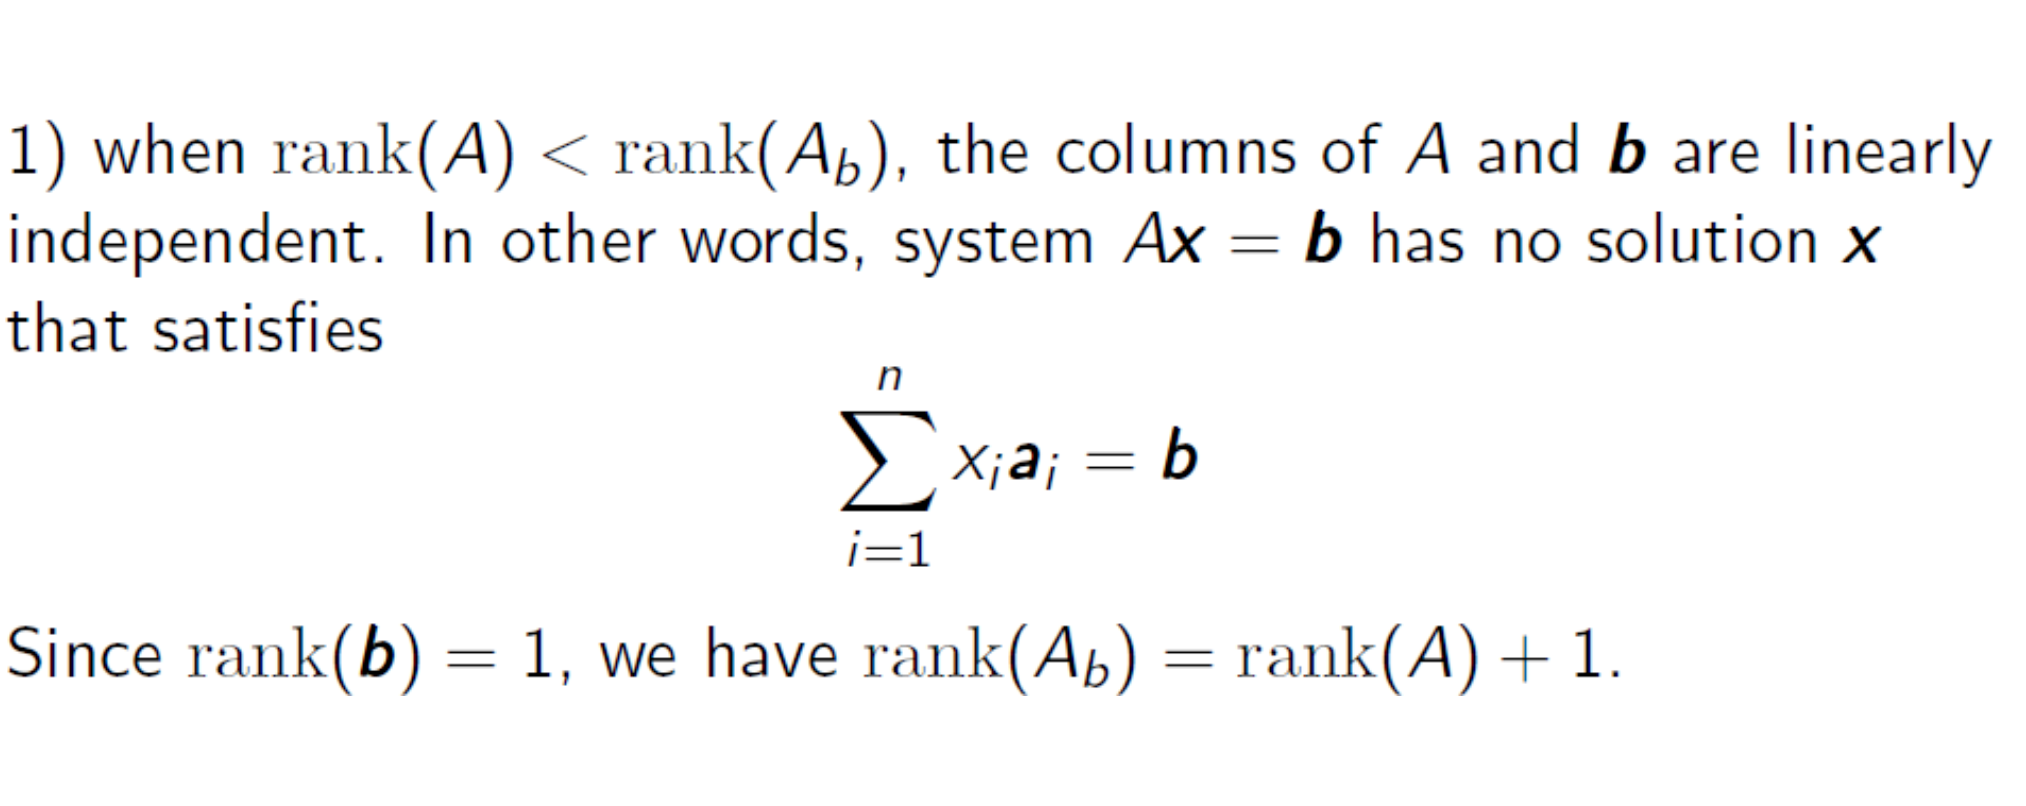 1) when rank(A) < rank(A_b), the columns of A and b are linearly
independent. In other words, system Ax = b has no solution x
that satisfies
\sum_{i=1}^{n} x_i a_i = b
Since rank(b) = 1, we have rank(A_b) = rank(A) + 1.